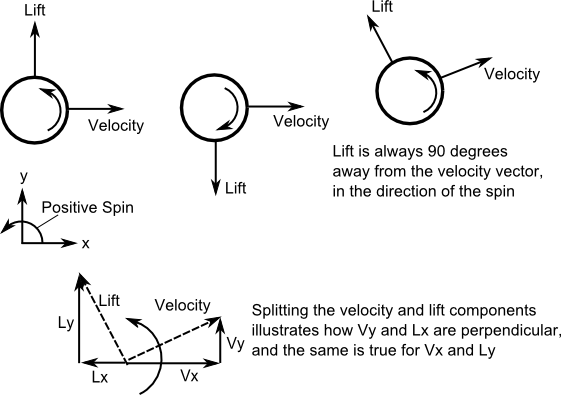 Lift
Velocity
Velocity
Lift
Lift
Velocity
Lift is always 90 degrees
away from the velocity vector,
in the direction of the spin
y
Positive Spin
x
Lift
Velocity
Ly
Vy
Lx
Vx
Splitting the velocity and lift components
illustrates how Vy and Lx are perpendicular,
and the same is true for Vx and Ly